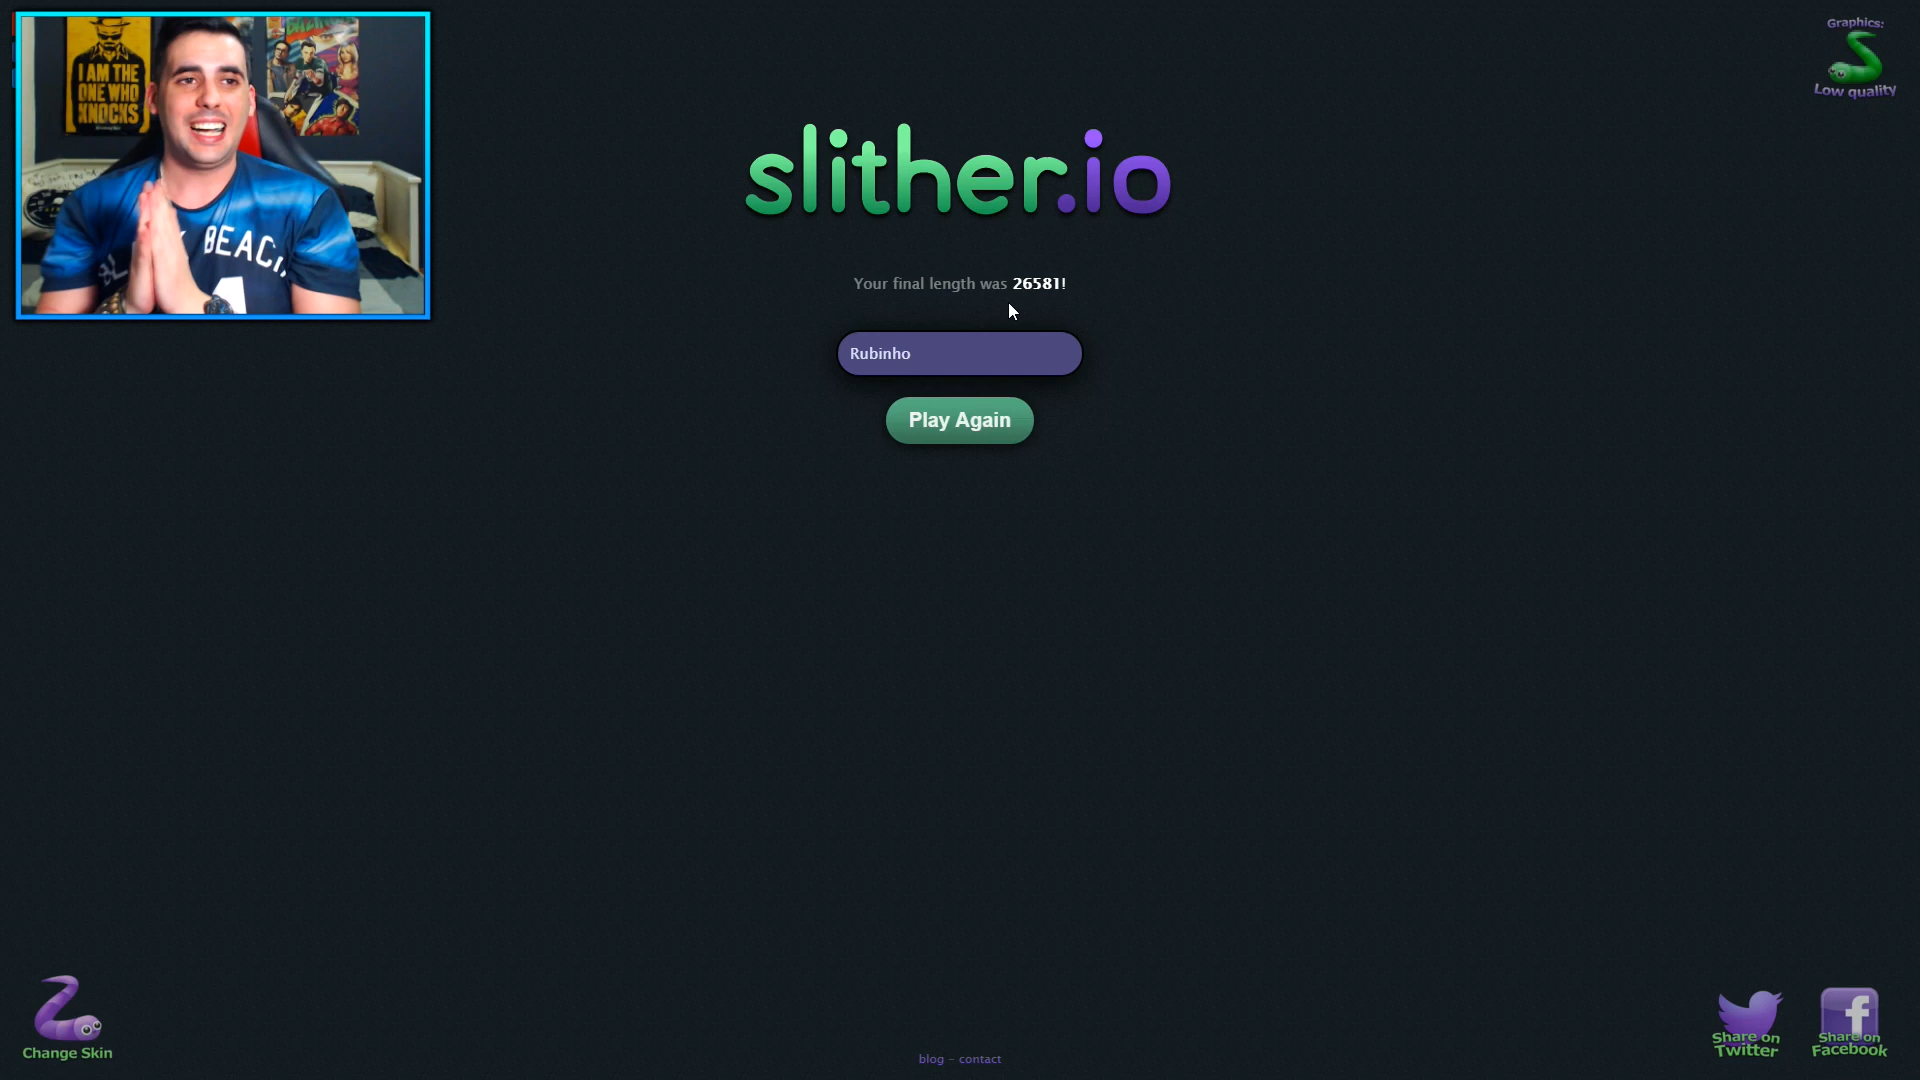 I AM THE
ONE WHO
KNOCKS
BEACH
1
Graphics:
Low quality
slither.io
Your final length was 26581!
Rubinho
Play Again
Change Skin
blog - contact
Share on
Twitter
Share on
Facebook